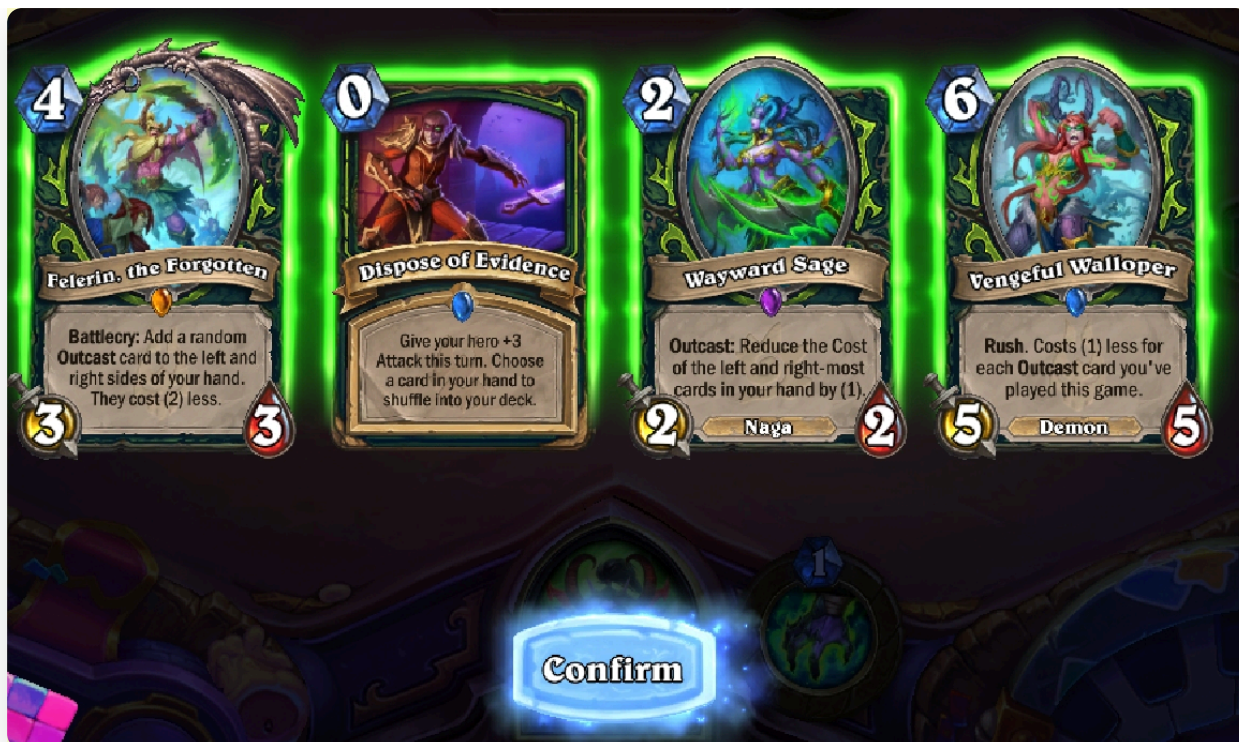 4
Felerin, the Forgotten
Battlecry: Add a random
Outcast card to the left and
right sides of your hand.
They cost (2) less.
3
3
0
Dispose of Evidence
Give your hero +3
Attack this turn. Choose
a card in your hand to
shuffle into your deck.
2
Wayward Sage
Outcast: Reduce the Cost
of the left and right-most
cards in your hand by (1).
2
Naga
2
6
Vengeful Walloper
Rush. Costs (1) less for
each Outcast card you've
played this game.
5
Demon
5
1
Confirm